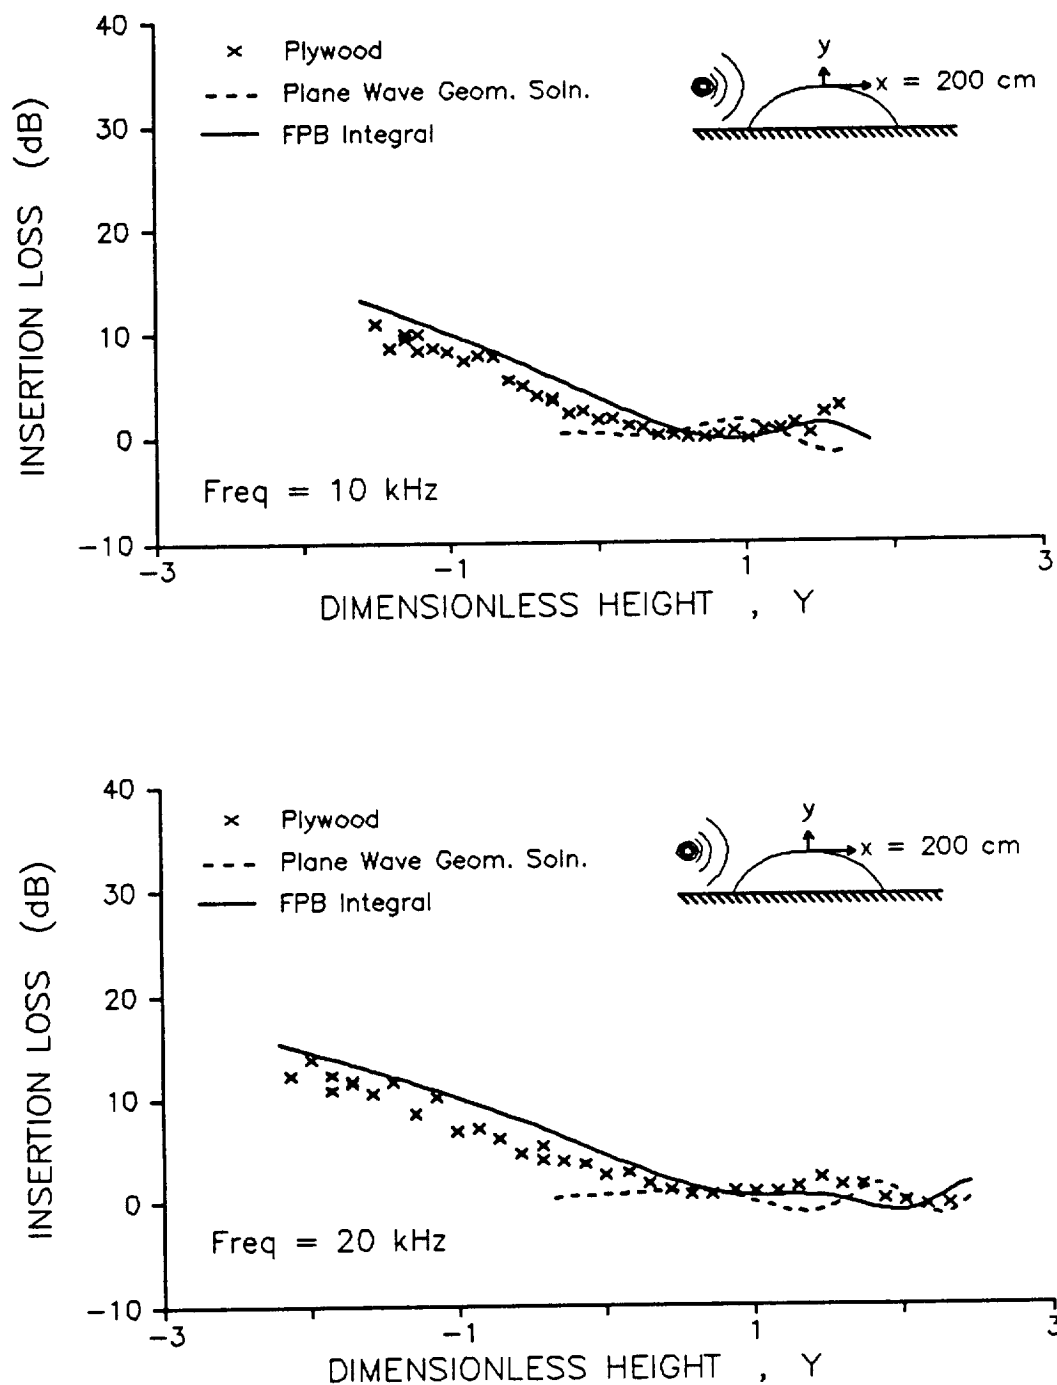 40
× Plywood
y
--- Plane Wave Geom. Soln.
x = 200 cm
30
— FPB Integral
INSERTION LOSS (dB)
20
10
0
Freq = 10 kHz
−10
−3
−1
1
3
DIMENSIONLESS HEIGHT , Y
40
× Plywood
y
--- Plane Wave Geom. Soln.
x = 200 cm
30
— FPB Integral
INSERTION LOSS (dB)
20
10
0
Freq = 20 kHz
−10
−3
−1
1
3
DIMENSIONLESS HEIGHT , Y